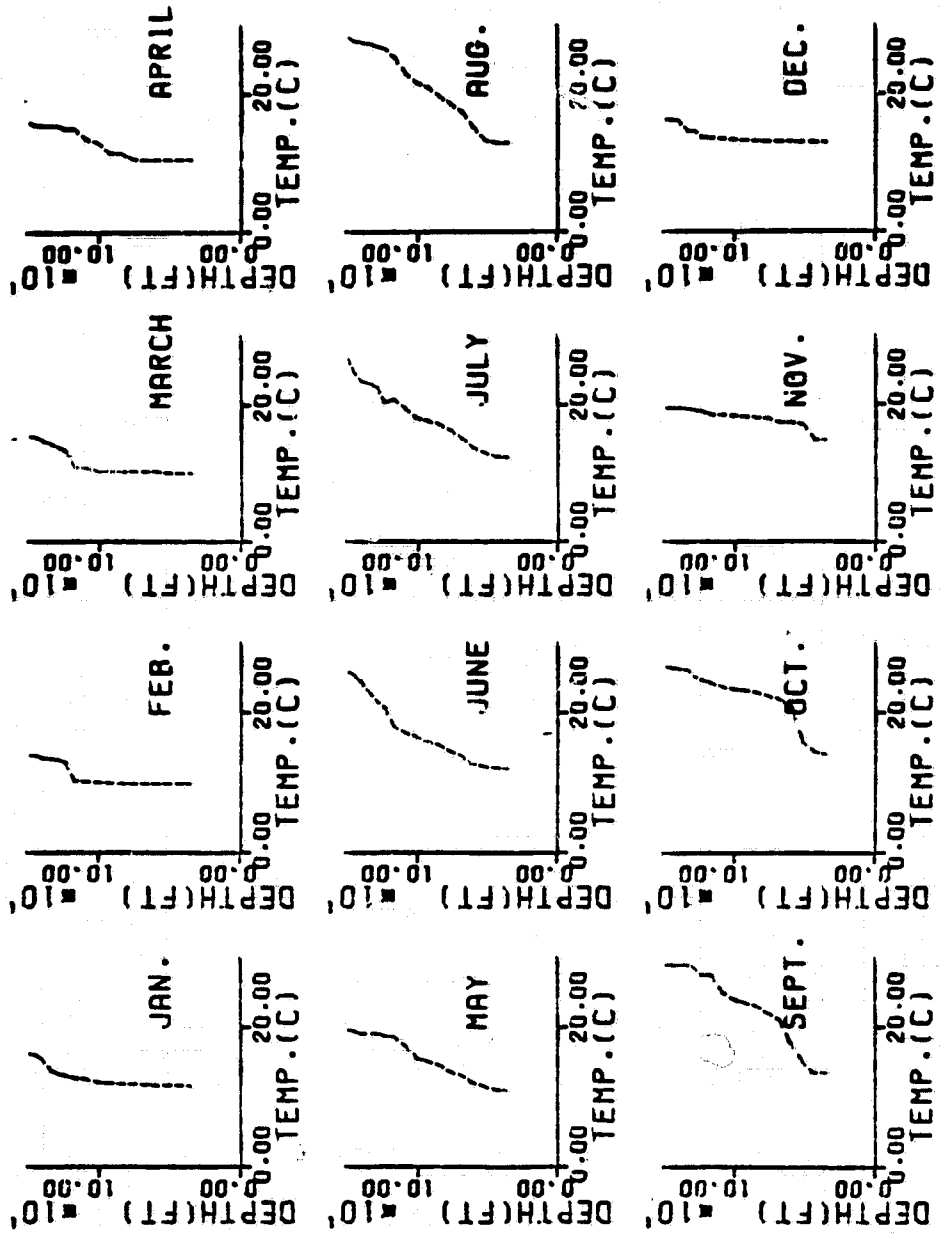 DEPTH(FT) ×10¹
10.00
0.00
JAN.
0.00 20.00
TEMP.(C)
DEPTH(FT) ×10¹
10.00
0.00
FEB.
0.00 20.00
TEMP.(C)
DEPTH(FT) ×10¹
10.00
0.00
MARCH
0.00 20.00
TEMP.(C)
DEPTH(FT) ×10¹
10.00
0.00
APRIL
0.00 20.00
TEMP.(C)
DEPTH(FT) ×10¹
10.00
0.00
MAY
0.00 20.00
TEMP.(C)
DEPTH(FT) ×10¹
10.00
0.00
JUNE
0.00 20.00
TEMP.(C)
DEPTH(FT) ×10¹
10.00
0.00
JULY
0.00 20.00
TEMP.(C)
DEPTH(FT) ×10¹
10.00
0.00
AUG.
0.00 20.00
TEMP.(C)
DEPTH(FT) ×10¹
10.00
0.00
SEPT.
0.00 20.00
TEMP.(C)
DEPTH(FT) ×10¹
10.00
0.00
OCT.
0.00 20.00
TEMP.(C)
DEPTH(FT) ×10¹
10.00
0.00
NOV.
0.00 20.00
TEMP.(C)
DEPTH(FT) ×10¹
10.00
0.00
DEC.
0.00 20.00
TEMP.(C)